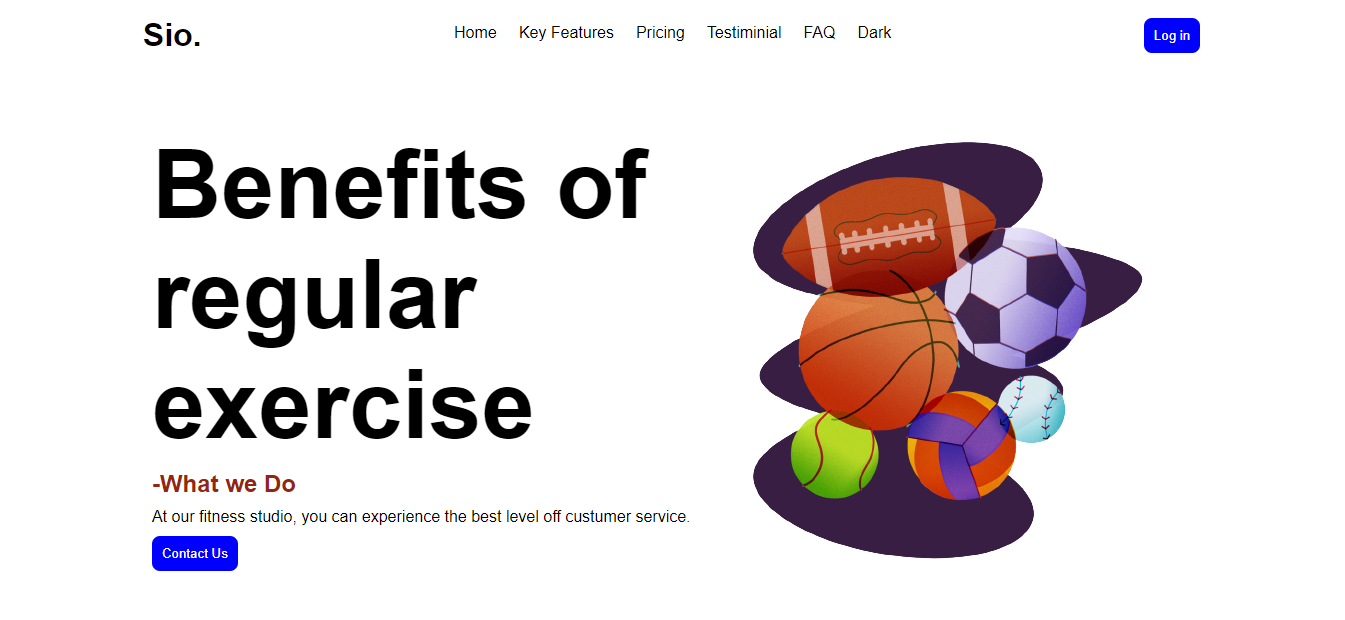 Sio.
Home Key Features Pricing Testiminial FAQ Dark
Log in
Benefits of
regular
exercise
-What we Do
At our fitness studio, you can experience the best level off custumer service.
Contact Us